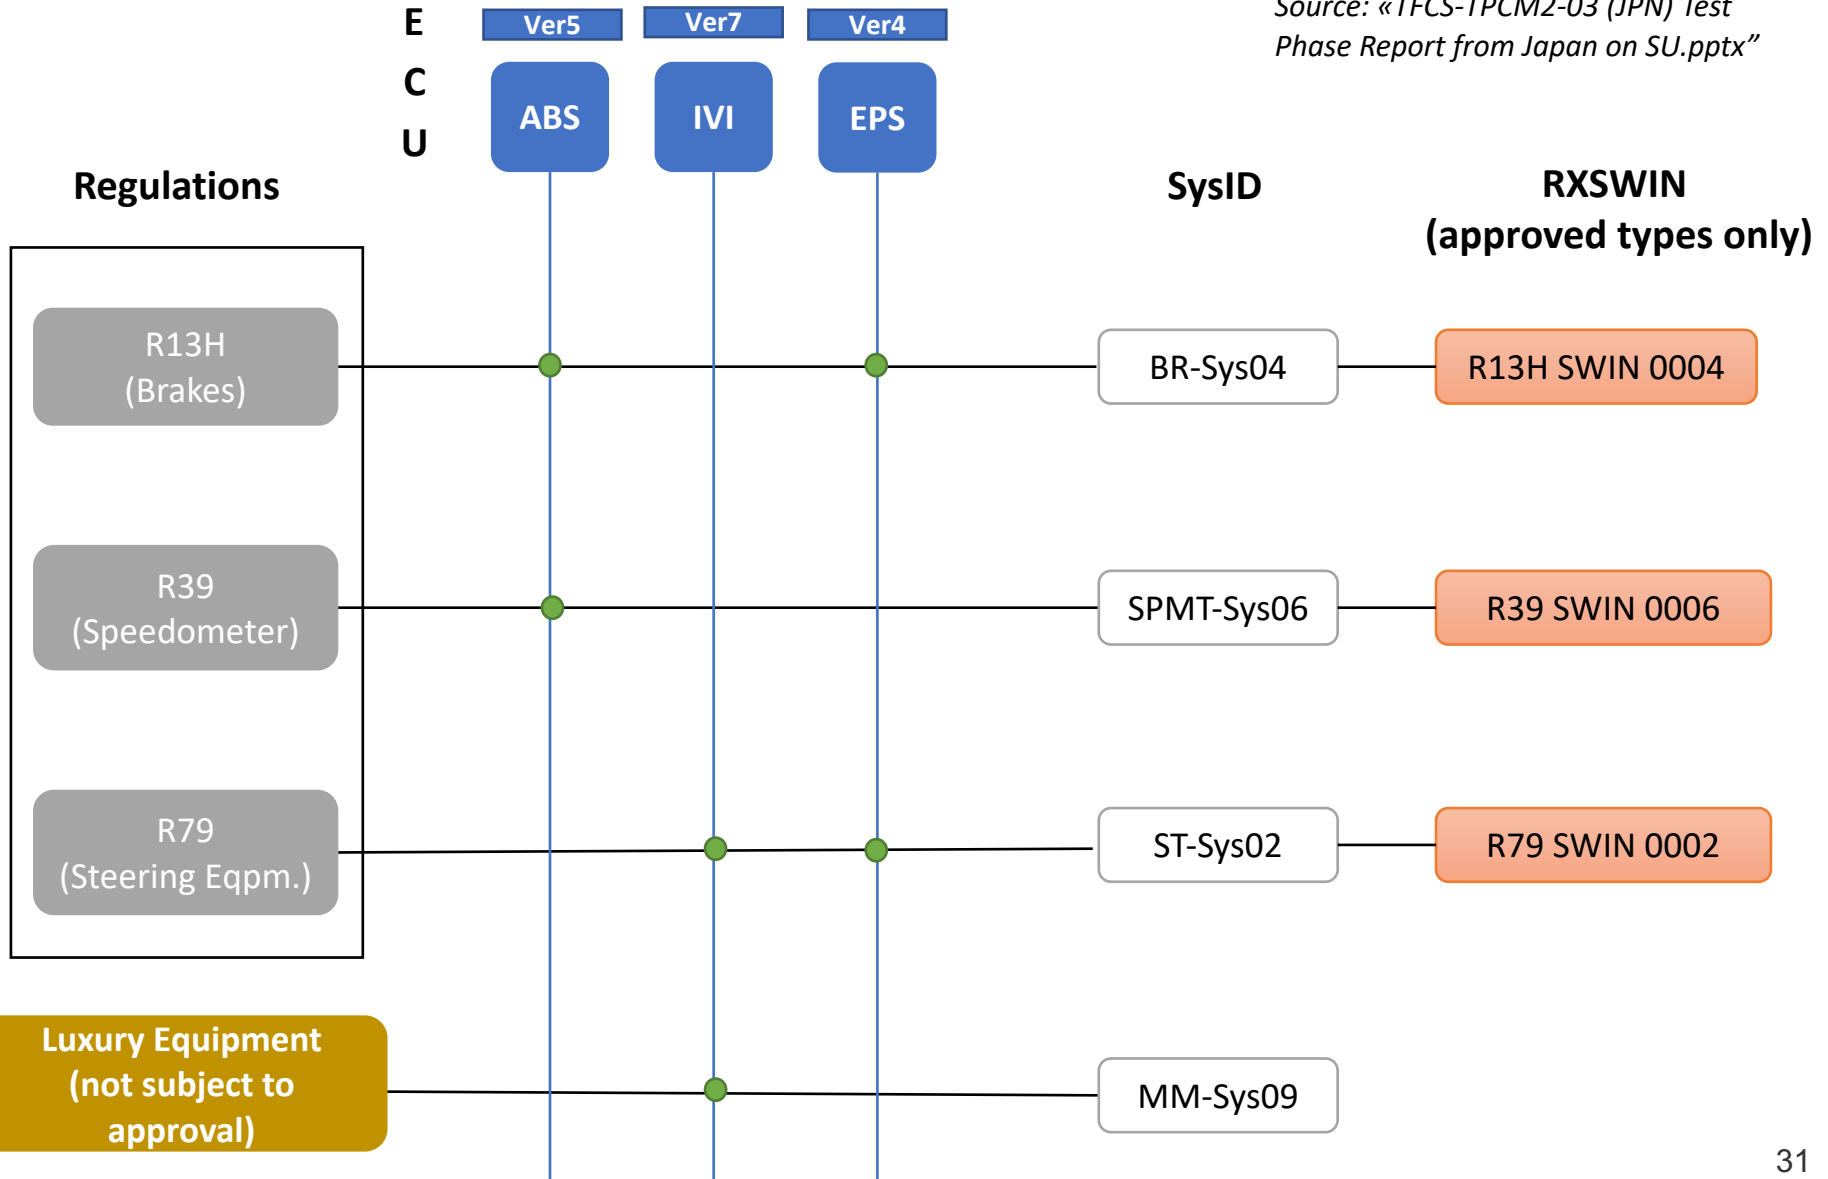 E
C
U
Ver5
Ver7
Ver4
Source: «TFCS-TPCM2-03 (JPN) Test
Phase Report from Japan on SU.pptx”
ABS
IVI
EPS
Regulations
SysID
RXSWIN
(approved types only)
R13H
(Brakes)
BR-Sys04
R13H SWIN 0004
R39
(Speedometer)
SPMT-Sys06
R39 SWIN 0006
R79
(Steering Eqpm.)
ST-Sys02
R79 SWIN 0002
Luxury Equipment
(not subject to
approval)
MM-Sys09
31